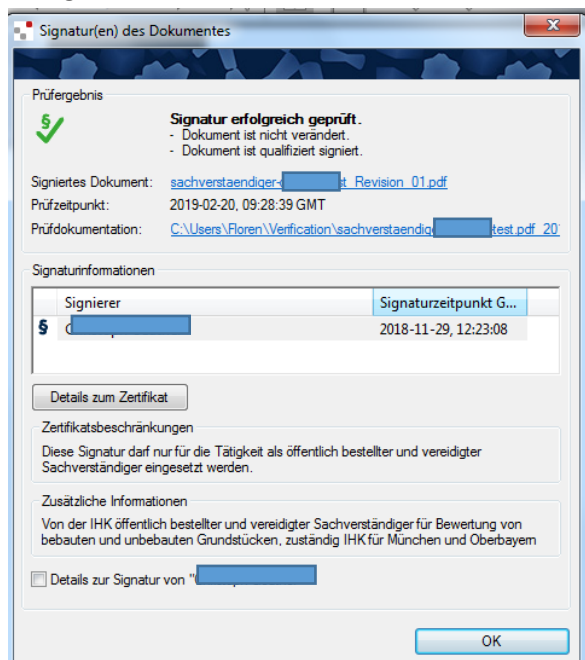 Signatur(en) des Dokumentes
Prüfergebnis
Signatur erfolgreich geprüft.
- Dokument ist nicht verändert.
- Dokument ist qualifiziert signiert.
Signiertes Dokument: sachverstaendiger- st_Revision_01.pdf
Prüfzeitpunkt: 2019-02-20, 09:28:39 GMT
Prüfdokumentation: C:\Users\Floren\Verification\sachverstaendig test.pdf_20
Signaturinformationen
Signierer Signaturzeitpunkt G...
§ 2018-11-29, 12:23:08
Details zum Zertifikat
Zertifikatsbeschränkungen
Diese Signatur darf nur für die Tätigkeit als öffentlich bestellter und vereidigter
Sachverständiger eingesetzt werden.
Zusätzliche Informationen
Von der IHK öffentlich bestellter und vereidigter Sachverständiger für Bewertung von
bebauten und unbebauten Grundstücken, zuständig IHK für München und Oberbayern
Details zur Signatur von "
OK